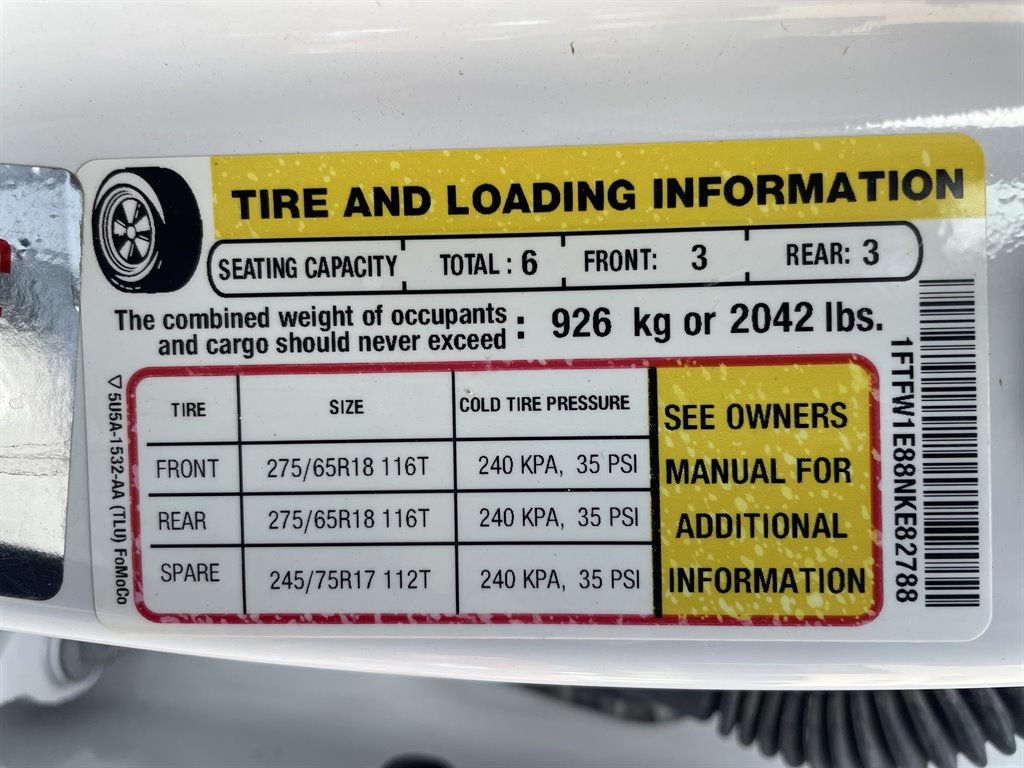 TIRE AND LOADING INFORMATION
SEATING CAPACITY TOTAL : 6 FRONT: 3 REAR: 3
The combined weight of occupants
and cargo should never exceed : 926 kg or 2042 lbs.
TIRE SIZE COLD TIRE PRESSURE
FRONT 275/65R18 116T 240 KPA, 35 PSI
REAR 275/65R18 116T 240 KPA, 35 PSI
SPARE 245/75R17 112T 240 KPA, 35 PSI
SEE OWNERS
MANUAL FOR
ADDITIONAL
INFORMATION
1FTFW1E88NKE82788
5U5A-1532-AA (TLU) FoMoCo